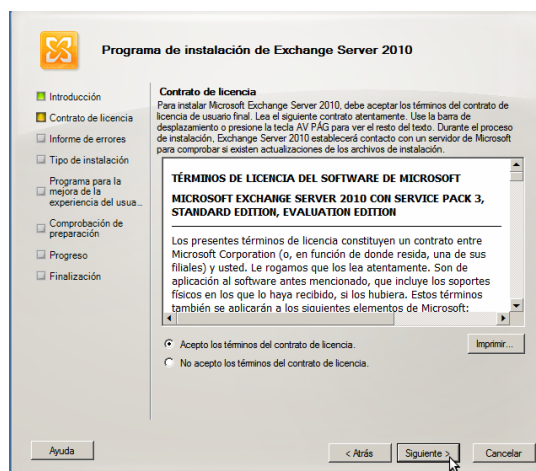 Programa de instalación de Exchange Server 2010
Introducción
Contrato de licencia
Informe de errores
Tipo de instalación
Programa para la
mejora de la
experiencia del usua...
Comprobación de
preparación
Progreso
Finalización
Contrato de licencia
Para instalar Microsoft Exchange Server 2010, debe aceptar los términos del contrato de
licencia de usuario final. Lea el siguiente contrato atentamente. Use la barra de
desplazamiento o presione la tecla AV PÁG para ver el resto del texto. Durante el proceso
de instalación, Exchange Server 2010 establecerá contacto con un servidor de Microsoft
para comprobar si existen actualizaciones de los archivos de instalación.
TÉRMINOS DE LICENCIA DEL SOFTWARE DE MICROSOFT
MICROSOFT EXCHANGE SERVER 2010 CON SERVICE PACK 3,
STANDARD EDITION, EVALUATION EDITION
Los presentes términos de licencia constituyen un contrato entre
Microsoft Corporation (o, en función de donde resida, una de sus
filiales) y usted. Le rogamos que los lea atentamente. Son de
aplicación al software antes mencionado, que incluye los soportes
físicos en los que lo haya recibido, si los hubiera. Estos términos
también se aplicarán a los siguientes elementos de Microsoft:
Acepto los términos del contrato de licencia.
Imprimir...
No acepto los términos del contrato de licencia.
Ayuda
< Atrás
Siguiente >
Cancelar